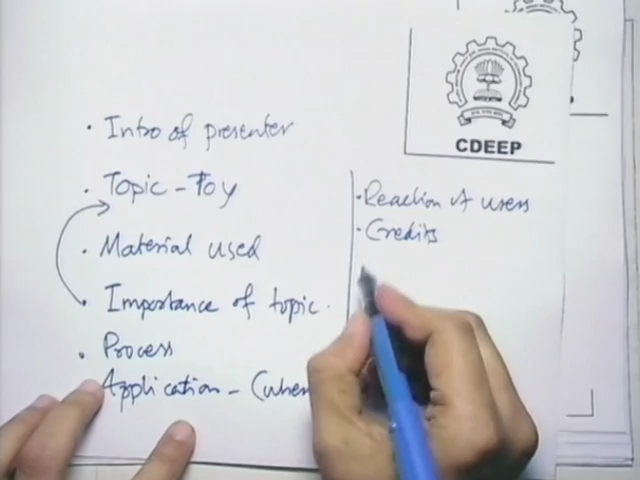 CDEEP
· Intro of presenter
· Topic - Toy
· Material used
· Importance of topic.
· Process
Application - (when
· Reaction of users
· Credits